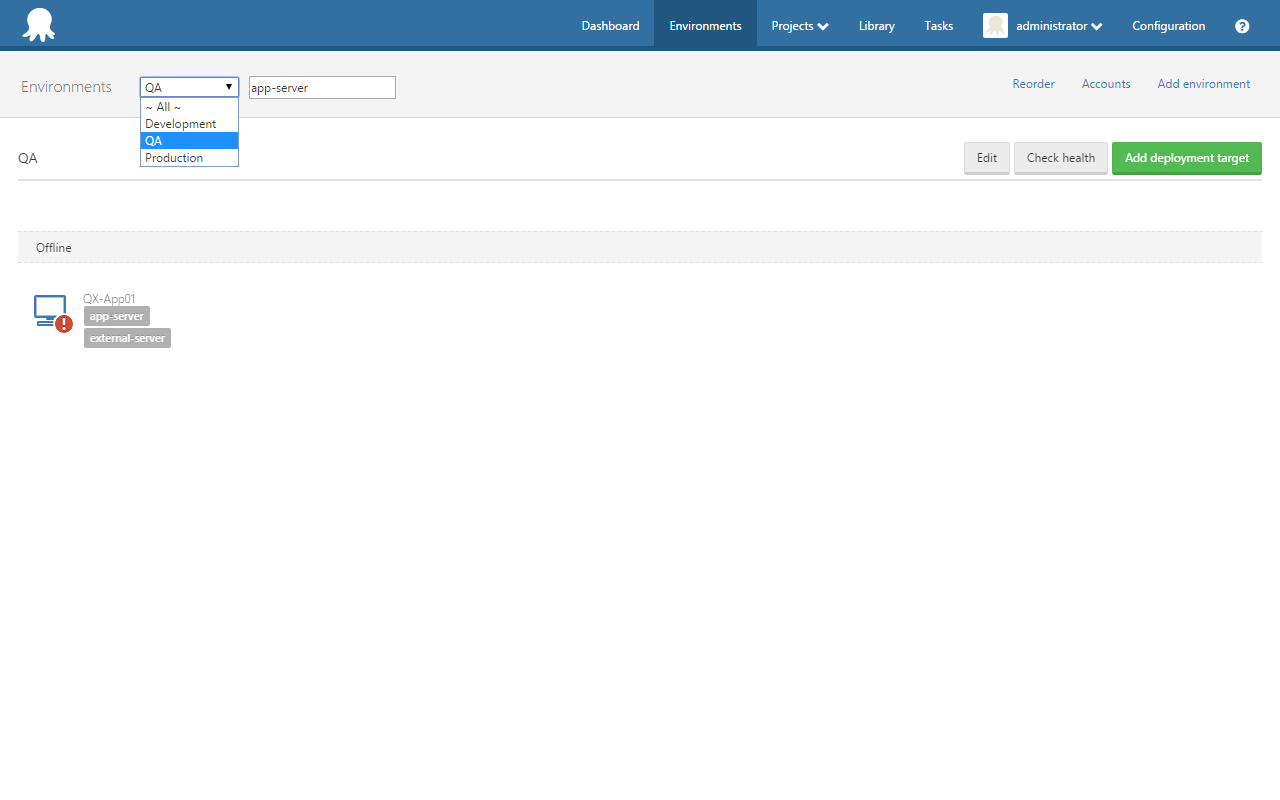 Dashboard Environments Projects Library Tasks administrator Configuration ?
Environments QA app-server Reorder Accounts Add environment
~ All ~
Development
QA
Production
QA Edit Check health Add deployment target
Offline
QX-App01
app-server
external-server